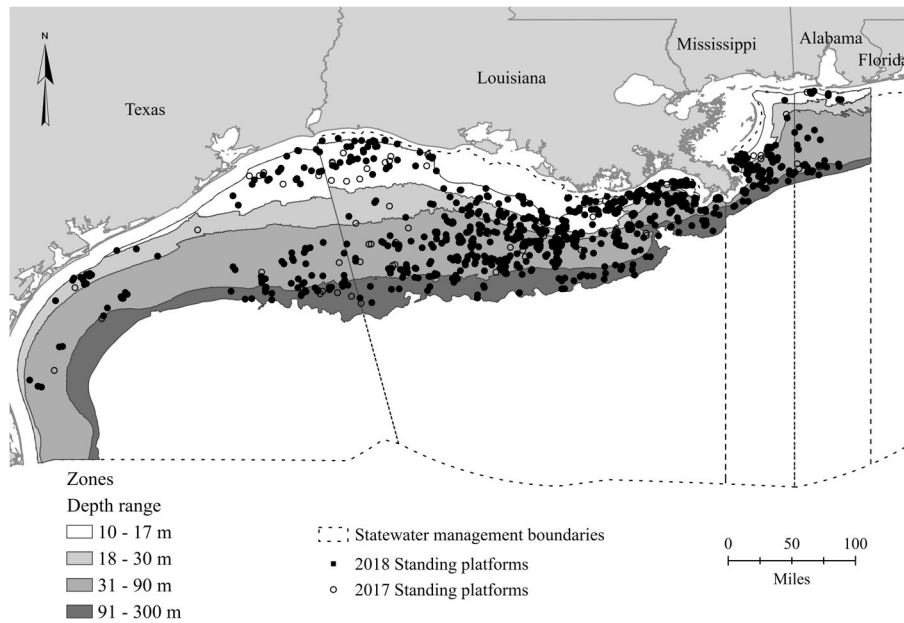 N
Mississippi
Alabama
Florida
Louisiana
Texas
Zones
Depth range
10 - 17 m
18 - 30 m
31 - 90 m
91 - 300 m
Statewater management boundaries
2018 Standing platforms
2017 Standing platforms
0 50 100
Miles